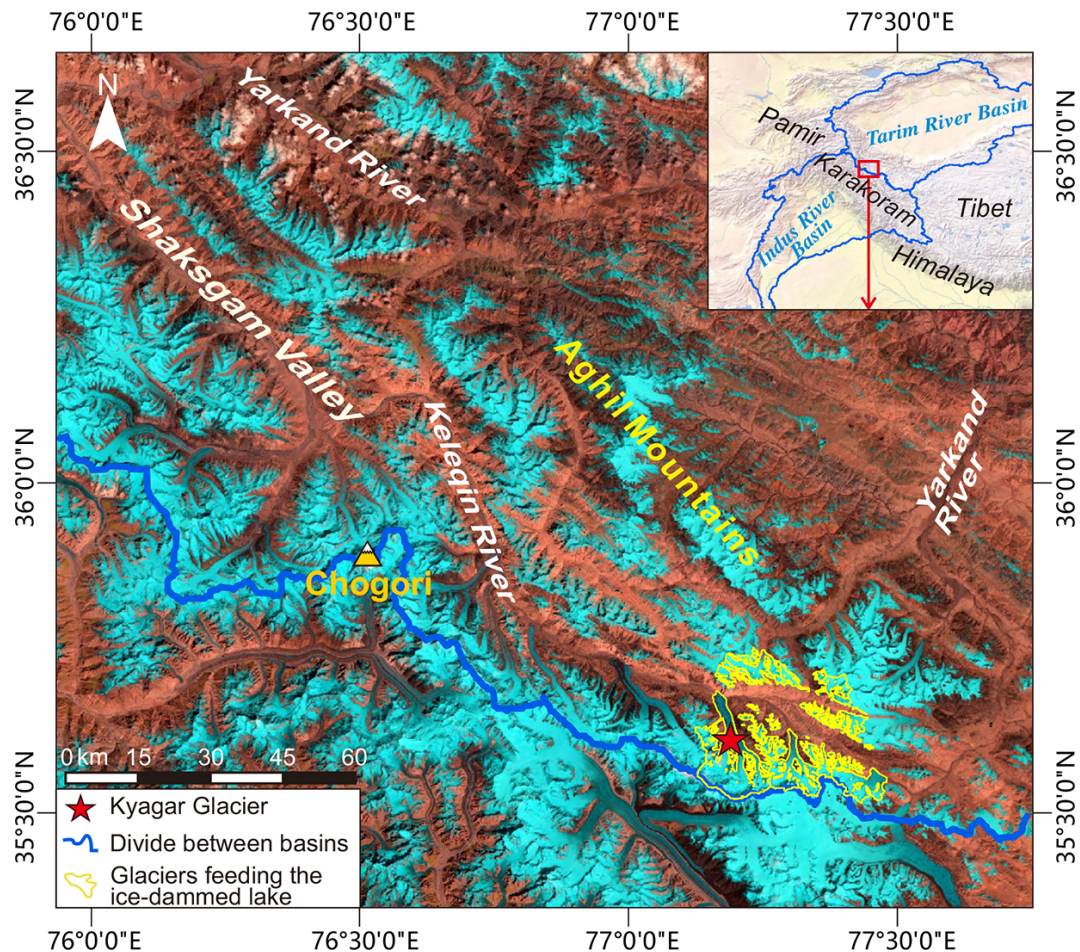 76°0'0"E 76°30'0"E 77°0'0"E 77°30'0"E
36°30'0"N
36°0'0"N
35°30'0"N
N
Yarkand River
Shaksgam Valley
Keleqin River
Aghil Mountains
Yarkand
River
Chogori
Pamir
Tarim River Basin
Karakoram
Tibet
Indus River
Basin
Himalaya
36°30'0"N
36°0'0"N
35°30'0"N
0 km 15 30 45 60
Kyagar Glacier
Divide between basins
Glaciers feeding the
ice-dammed lake
76°0'0"E 76°30'0"E 77°0'0"E 77°30'0"E